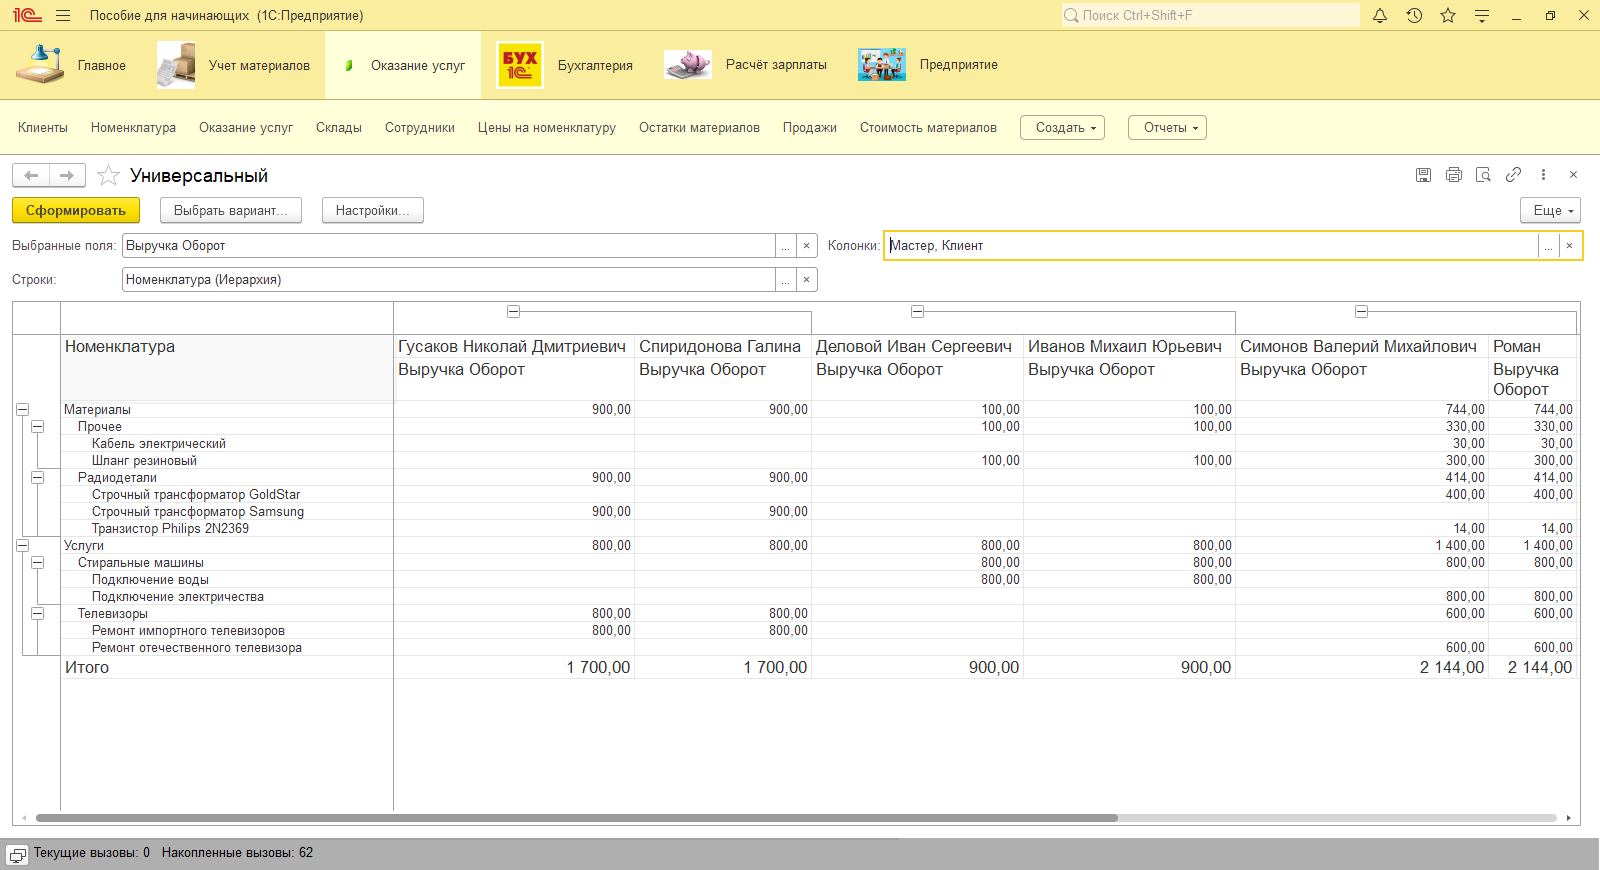 1С Пособие для начинающих (1С:Предприятие) Поиск Ctrl+Shift+F
Главное Учет материалов Оказание услуг БУХ 1С Бухгалтерия Расчёт зарплаты Предприятие
Клиенты Номенклатура Оказание услуг Склады Сотрудники Цены на номенклатуру Остатки материалов Продажи Стоимость материалов Создать Отчеты
Универсальный
Сформировать Выбрать вариант... Настройки... Еще
Выбранные поля: Выручка Оборот ... × Колонки: Мастер, Клиент ... ×
Строки: Номенклатура (Иерархия) ... ×
Номенклатура Гусаков Николай Дмитриевич Спиридонова Галина Деловой Иван Сергеевич Иванов Михаил Юрьевич Симонов Валерий Михайлович Роман
Выручка Оборот Выручка Оборот Выручка Оборот Выручка Оборот Выручка Оборот Выручка
Оборот
Материалы 900,00 900,00 100,00 100,00 744,00 744,00
Прочее 100,00 100,00 330,00 330,00
Кабель электрический 30,00 30,00
Шланг резиновый 100,00 100,00 300,00 300,00
Радиодетали 900,00 900,00 414,00 414,00
Строчный трансформатор GoldStar 400,00 400,00
Строчный трансформатор Samsung 900,00 900,00
Транзистор Philips 2N2369 14,00 14,00
Услуги 800,00 800,00 800,00 800,00 1 400,00 1 400,00
Стиральные машины 800,00 800,00 800,00 800,00
Подключение воды 800,00 800,00
Подключение электричества 800,00 800,00
Телевизоры 800,00 800,00 600,00 600,00
Ремонт импортного телевизоров 800,00 800,00
Ремонт отечественного телевизора 600,00 600,00
Итого 1 700,00 1 700,00 900,00 900,00 2 144,00 2 144,00
Текущие вызовы: 0 Накопленные вызовы: 62